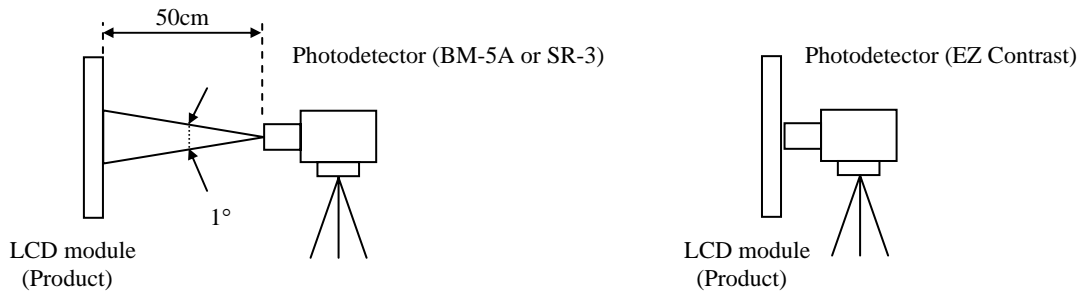 50cm
Photodetector (BM-5A or SR-3)
1°
LCD module
(Product)
Photodetector (EZ Contrast)
LCD module
(Product)